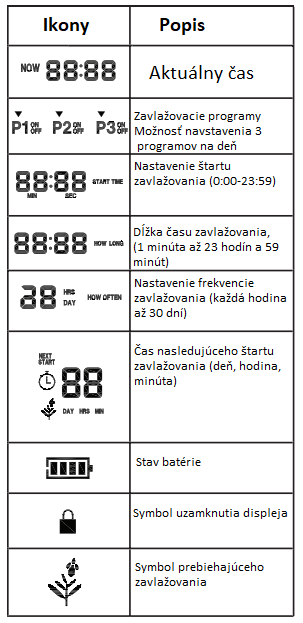 Ikony Popis
NOW 88:88 Aktuálny čas
P1 ON OFF P2 ON OFF P3 ON OFF
Zavlažovacie programy
Možnosť navstavenia 3
programov na deň
88:88 START TIME
MIN SEC
Nastavenie štartu
zavlažovania (0:00-23:59)
88:88 HOW LONG
Dĺžka času zavlažovania,
(1 minúta až 23 hodín a 59
minút)
28 HRS DAY HOW OFTEN
Nastavenie frekvencie
zavlažovania (každá hodina
až 30 dní)
NEXT
START
88
DAY HRS MIN
Čas nasledujúceho štartu
zavlažovania (deň, hodina,
minúta)
Stav batérie
Symbol uzamknutia displeja
Symbol prebiehajúceho
zavlažovania